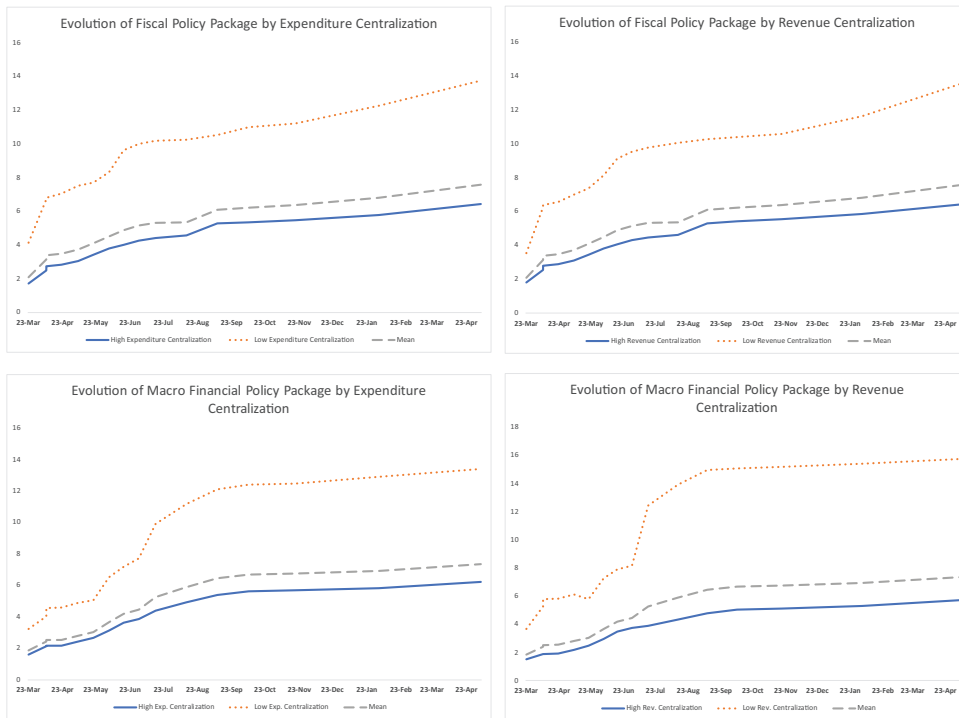 Evolution of Fiscal Policy Package by Expenditure Centralization
16
14
12
10
8
6
4
2
0
23-Mar 23-Apr 23-May 23-Jun 23-Jul 23-Aug 23-Sep 23-Oct 23-Nov 23-Dec 23-Jan 23-Feb 23-Mar 23-Apr
High Expenditure Centralization Low Expenditure Centralization Mean
Evolution of Fiscal Policy Package by Revenue Centralization
16
14
12
10
8
6
4
2
0
23-Mar 23-Apr 23-May 23-Jun 23-Jul 23-Aug 23-Sep 23-Oct 23-Nov 23-Dec 23-Jan 23-Feb 23-Mar 23-Apr
High Revenue Centralization Low Revenue Centralization Mean
Evolution of Macro Financial Policy Package by Expenditure
Centralization
16
14
12
10
8
6
4
2
0
23-Mar 23-Apr 23-May 23-Jun 23-Jul 23-Aug 23-Sep 23-Oct 23-Nov 23-Dec 23-Jan 23-Feb 23-Mar 23-Apr
High Exp. Centralization Low Exp. Centralization Mean
Evolution of Macro Financial Policy Package by Revenue
Centralization
18
16
14
12
10
8
6
4
2
0
23-Mar 23-Apr 23-May 23-Jun 23-Jul 23-Aug 23-Sep 23-Oct 23-Nov 23-Dec 23-Jan 23-Feb 23-Mar 23-Apr
High Rev. Centralization Low Rev. Centralization Mean